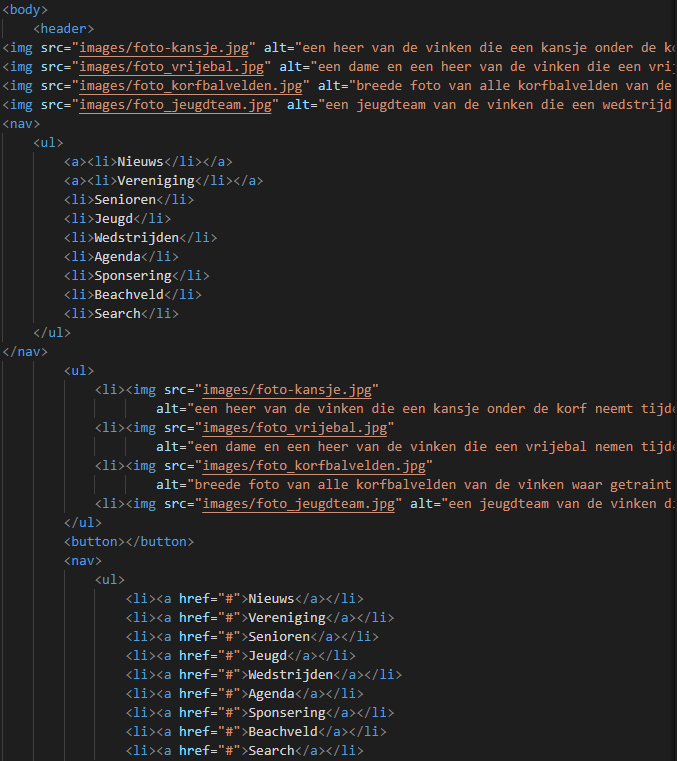 <body>
<header>
<img src="images/foto-kansje.jpg" alt="een heer van de vinken die een kansje onder de
<img src="images/foto_vrijebal.jpg" alt="een dame en een heer van de vinken die een
<img src="images/foto_korfbalvelden.jpg" alt="breede foto van alle korfbalvelden van de
<img src="images/foto_jeugdteam.jpg" alt="een jeugdteam van de vinken die een wedstrijd
<nav>
<ul>
<a><li>Nieuws</li></a>
<a><li>Vereniging</li></a>
<li>Senioren</li>
<li>Jeugd</li>
<li>Wedstrijden</li>
<li>Agenda</li>
<li>Sponsering</li>
<li>Beachveld</li>
<li>Search</li>
</ul>
</nav>
<ul>
<li><img src="images/foto-kansje.jpg"
alt="een heer van de vinken die een kansje onder de korf neemt
<li><img src="images/foto_vrijebal.jpg"
alt="een dame en een heer van de vinken die een vrijebal nemen
<li><img src="images/foto_korfbalvelden.jpg"
alt="breede foto van alle korfbalvelden van de vinken waar getraint
<li><img src="images/foto_jeugdteam.jpg" alt="een jeugdteam van de vinken
</ul>
<button></button>
<nav>
<ul>
<li><a href="#">Nieuws</a></li>
<li><a href="#">Vereniging</a></li>
<li><a href="#">Senioren</a></li>
<li><a href="#">Jeugd</a></li>
<li><a href="#">Wedstrijden</a></li>
<li><a href="#">Agenda</a></li>
<li><a href="#">Sponsering</a></li>
<li><a href="#">Beachveld</a></li>
<li><a href="#">Search</a></li>